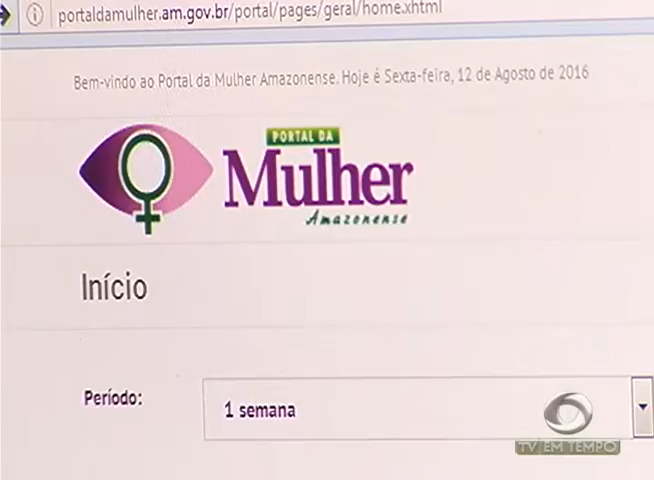 portaldamulher.am.gov.br/portal/pages/geral/home.xhtml
Bem-vindo ao Portal da Mulher Amazonense. Hoje é Sexta-feira, 12 de Agosto de 2016
PORTAL DA
Mulher
Amazonense
Início
Período:
1 semana
TV EM TEMPO